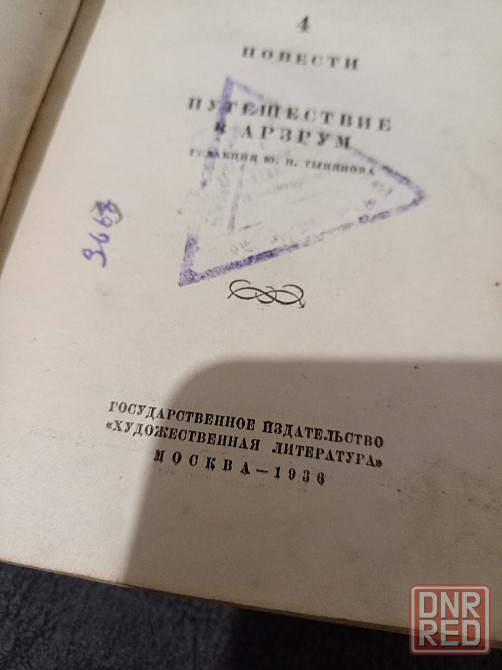 4
ПОВЕСТИ
ПУТЕШЕСТВИЕ
В АРЗРУМ
РЕДАКЦИЯ Ю. Н. ТЫНЯНОВА
3663
ГОСУДАРСТВЕННОЕ ИЗДАТЕЛЬСТВО
«ХУДОЖЕСТВЕННАЯ ЛИТЕРАТУРА»
МОСКВА — 1936
DNR
RED